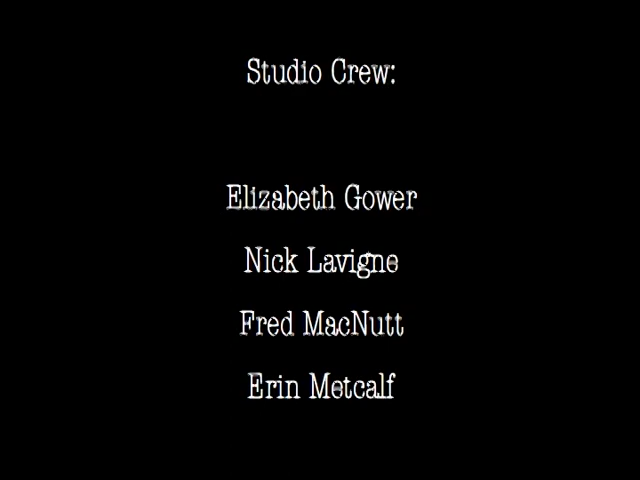 Studio Crew:
Elizabeth Gower
Nick Lavigne
Fred MacNutt
Erin Metcalf